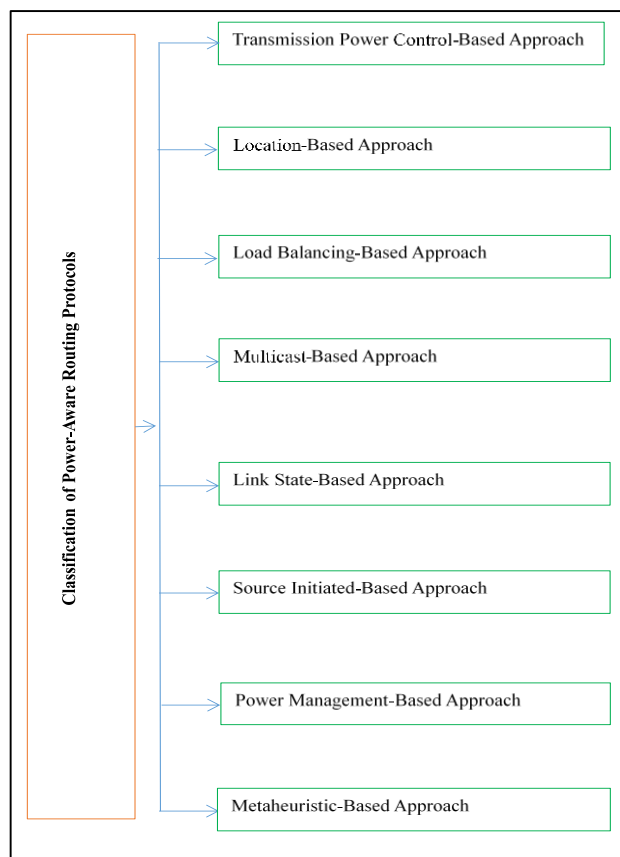 Classification of Power-Aware Routing Protocols
Transmission Power Control-Based Approach
Location-Based Approach
Load Balancing-Based Approach
Multicast-Based Approach
Link State-Based Approach
Source Initiated-Based Approach
Power Management-Based Approach
Metaheuristic-Based Approach